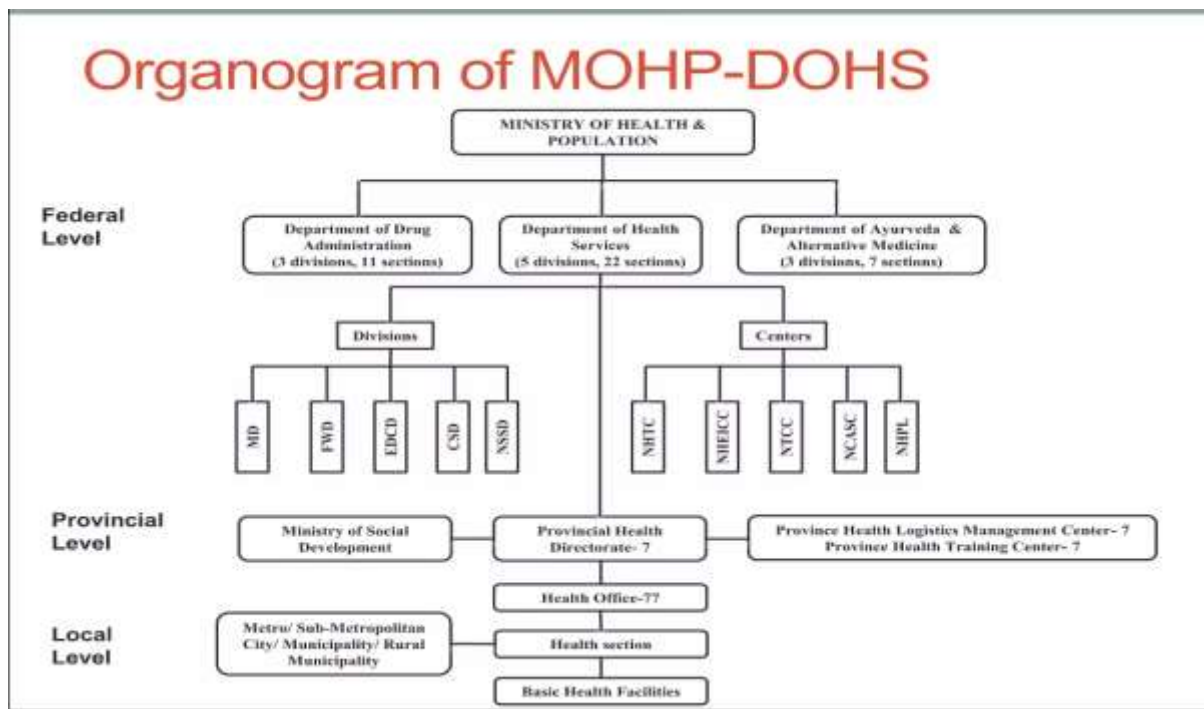 Organogram of MOHP-DOHS
MINISTRY OF HEALTH &
POPULATION
Federal
Level
Department of Drug
Administration
(3 divisions, 11 sections)
Department of Health
Services
(5 divisions, 22 sections)
Department of Ayurveda &
Alternative Medicine
(3 divisions, 7 sections)
Divisions
Centers
MD
FWD
EDCD
CSD
NSSD
NHTC
NHEICC
NTCC
NCASC
NHPL
Provincial
Level
Ministry of Social
Development
Provincial Health
Directorate- 7
Province Health Logistics Management Center- 7
Province Health Training Center- 7
Health Office-77
Local
Level
Metro/ Sub-Metropolitan
City/ Municipality/ Rural
Municipality
Health section
Basic Health Facilities